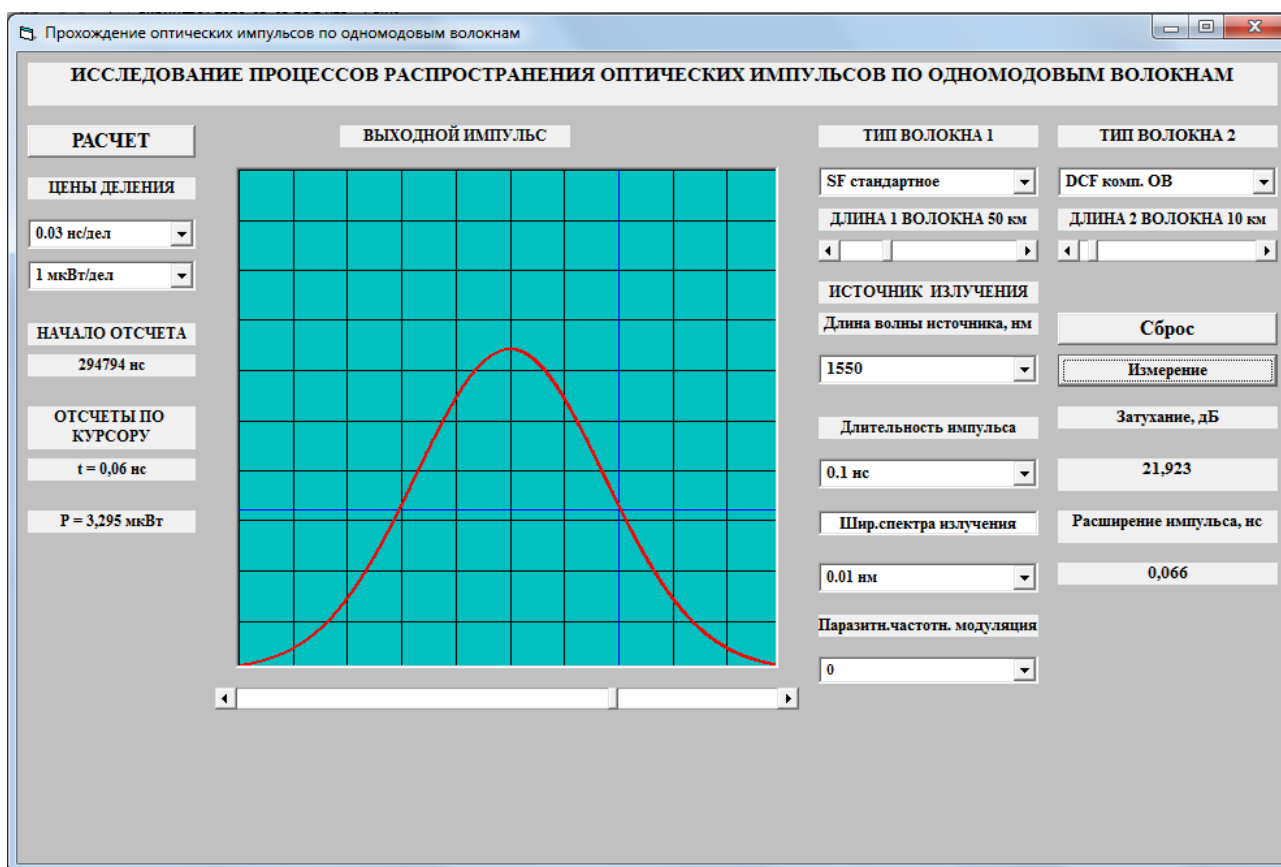 Прохождение оптических импульсов по одномодовым волокнам
ИССЛЕДОВАНИЕ ПРОЦЕССОВ РАСПРОСТРАНЕНИЯ ОПТИЧЕСКИХ ИМПУЛЬСОВ ПО ОДНОМОДОВЫМ ВОЛОКНАМ
РАСЧЕТ
ЦЕНЫ ДЕЛЕНИЯ
0.03 нс/дел
1 мкВт/дел
НАЧАЛО ОТСЧЕТА
294794 нс
ОТСЧЕТЫ ПО
КУРСОРУ
t = 0,06 нс
P = 3,295 мкВт
ВЫХОДНОЙ ИМПУЛЬС
ТИП ВОЛОКНА 1
SF стандартное
ДЛИНА 1 ВОЛОКНА 50 км
ИСТОЧНИК ИЗЛУЧЕНИЯ
Длина волны источника, нм
1550
Длительность импульса
0.1 нс
Шир.спектра излучения
0.01 нм
Паразитн.частотн. модуляция
0
ТИП ВОЛОКНА 2
DCF комп. ОВ
ДЛИНА 2 ВОЛОКНА 10 км
Сброс
Измерение
Затухание, дБ
21,923
Расширение импульса, нс
0,066